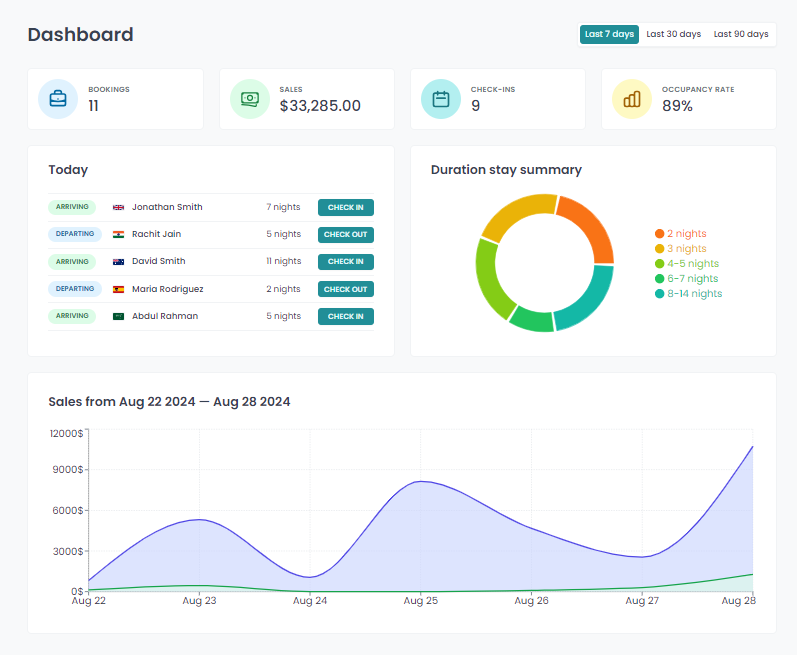 Dashboard
Last 7 days Last 30 days Last 90 days
BOOKINGS
11
SALES
$33,285.00
CHECK-INS
9
OCCUPANCY RATE
89%
Today
ARRIVING Jonathan Smith 7 nights CHECK IN
DEPARTING Rachit Jain 5 nights CHECK OUT
ARRIVING David Smith 11 nights CHECK IN
DEPARTING Maria Rodriguez 2 nights CHECK OUT
ARRIVING Abdul Rahman 5 nights CHECK IN
Duration stay summary
2 nights
3 nights
4-5 nights
6-7 nights
8-14 nights
Sales from Aug 22 2024 — Aug 28 2024
12000$
9000$
6000$
3000$
0$
Aug 22 Aug 23 Aug 24 Aug 25 Aug 26 Aug 27 Aug 28